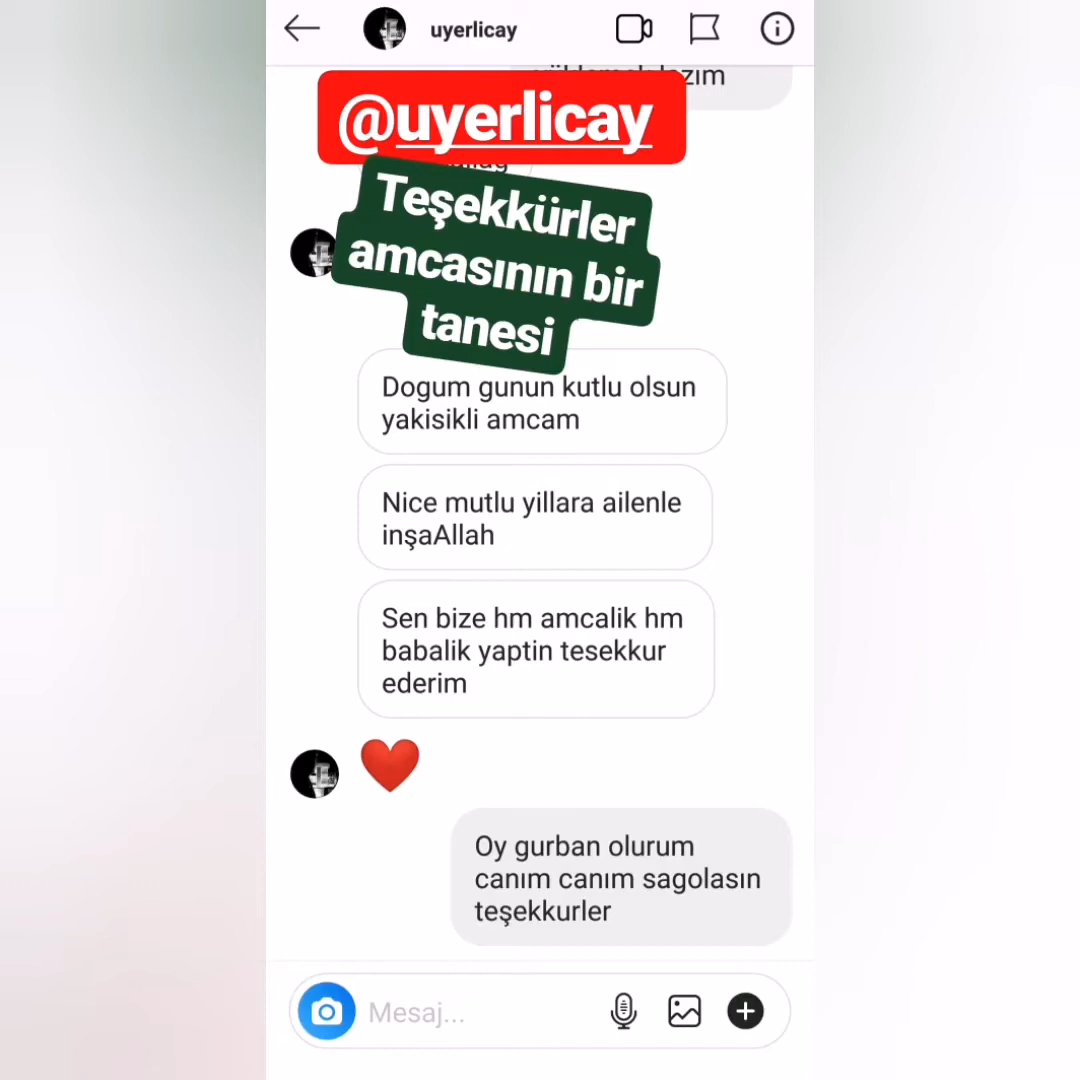 uyerlicay
@uyerlicay
Teşekkürler
amcasının bir
tanesi
Dogum gunun kutlu olsun
yakisikli amcam
Nice mutlu yillara ailenle
inşaAllah
Sen bize hm amcalik hm
babalik yaptin tesekkur
ederim
Oy gurban olurum
canım canım sagolasın
teşekkurler
Mesaj...